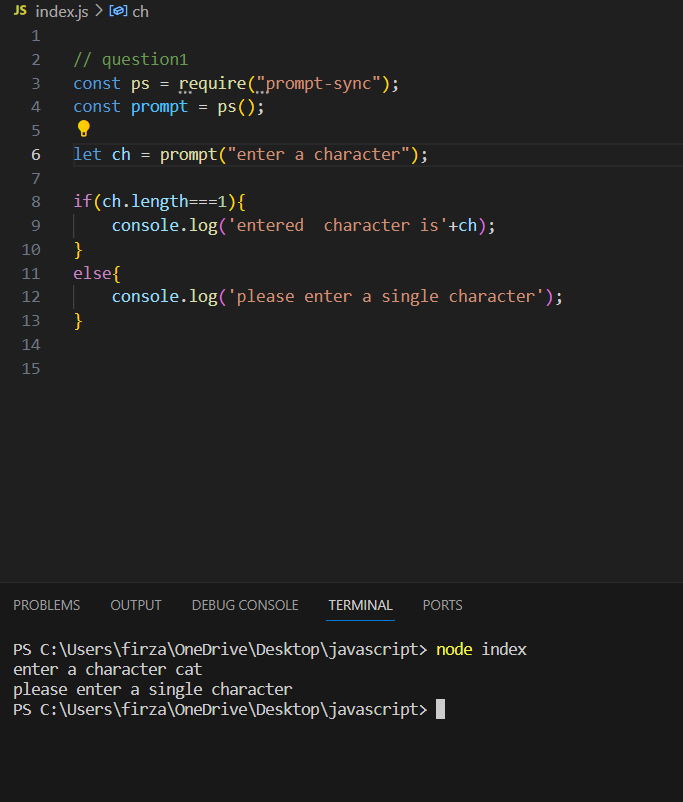 JS index.js > ch
1
2 // question1
3 const ps = require("prompt-sync");
4 const prompt = ps();
5
6 let ch = prompt("enter a character");
7
8 if(ch.length===1){
9     console.log('entered  character is'+ch);
10 }
11 else{
12     console.log('please enter a single character');
13 }
14
15
PROBLEMS OUTPUT DEBUG CONSOLE TERMINAL PORTS
PS C:\Users\firza\OneDrive\Desktop\javascript> node index
enter a character cat
please enter a single character
PS C:\Users\firza\OneDrive\Desktop\javascript>